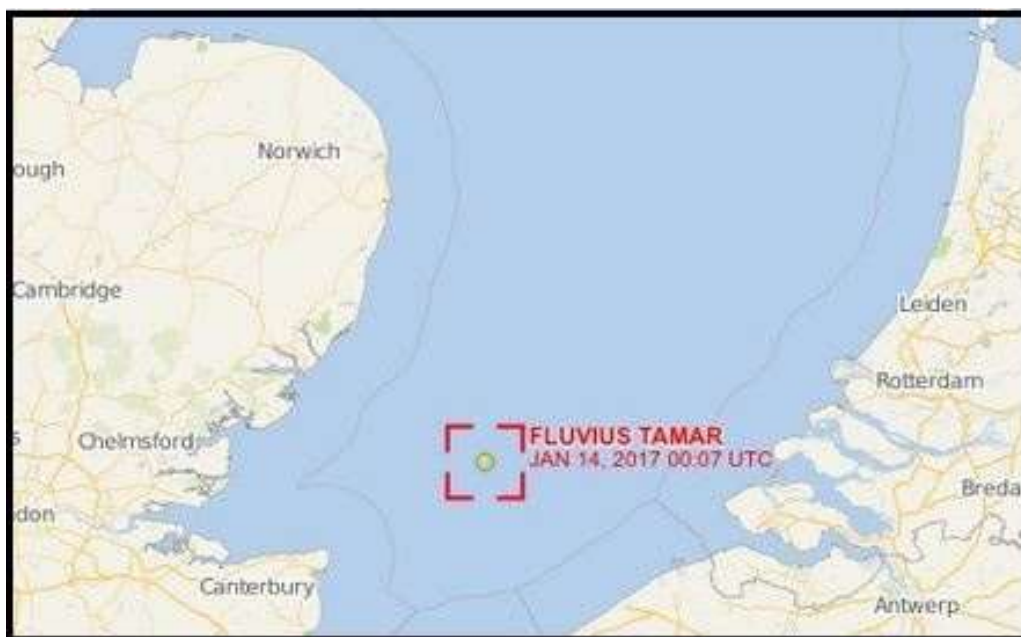 Norwich
ough
Cambridge
Leiden
Rotterdam
FLUVIUS TAMAR
Chelmsford
JAN 14, 2017 00:07 UTC
Breda
don
Canterbury
Antwerp